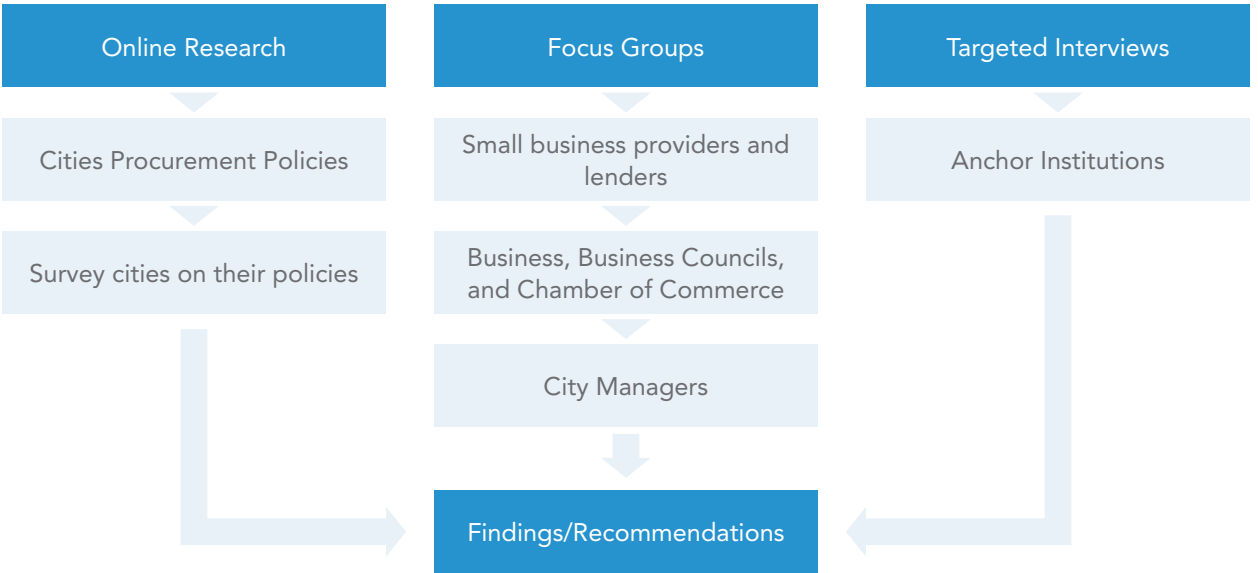 Online Research
Focus Groups
Targeted Interviews
Cities Procurement Policies
Small business providers and
lenders
Anchor Institutions
Survey cities on their policies
Business, Business Councils,
and Chamber of Commerce
City Managers
Findings/Recommendations